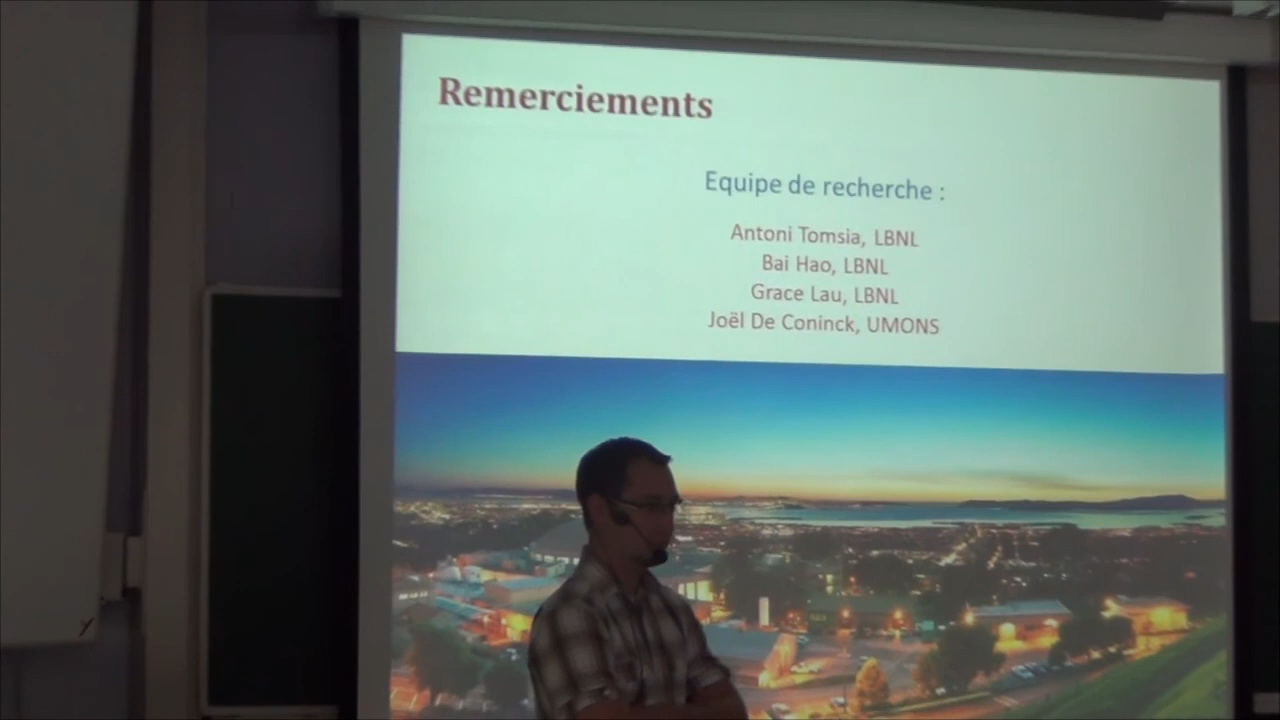 Remerciements
Equipe de recherche :
Antoni Tomsia, LBNL
Bai Hao, LBNL
Grace Lau, LBNL
Joël De Coninck, UMONS